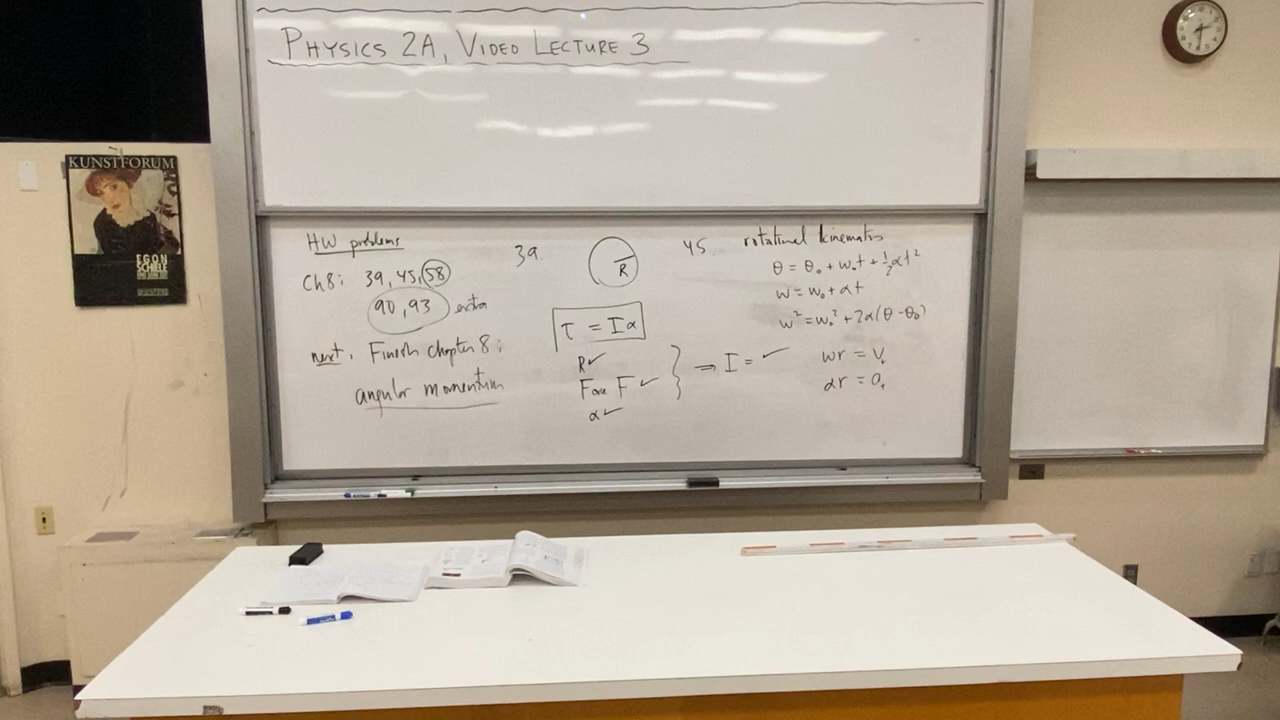 PHYSICS 2A, VIDEO LECTURE 3
KUNSTFORUM
EGON
SCHIELE
HW problems
Ch8: 39, 45, 58
90, 93 extra
next. Finish chapter 8:
angular momentum
39.
R
τ = Iα
R✓
Force F ✓
α✓
⇒ I = ✓
45. rotational kinematics
θ = θ₀ + ω₀t + ½αt²
ω = ω₀ + αt
ω² = ω₀² + 2α(θ - θ₀)
ωr = vₜ
αr = aₜ